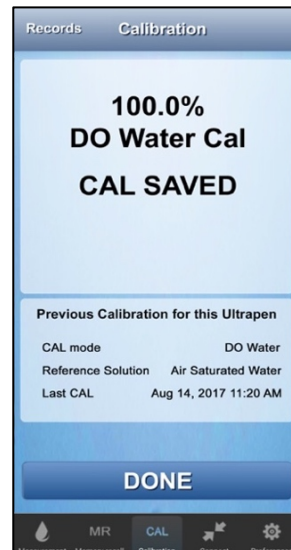 Records Calibration
100.0%
DO Water Cal
CAL SAVED
Previous Calibration for this Ultrapen
CAL mode DO Water
Reference Solution Air Saturated Water
Last CAL Aug 14, 2017 11:20 AM
DONE
MR CAL